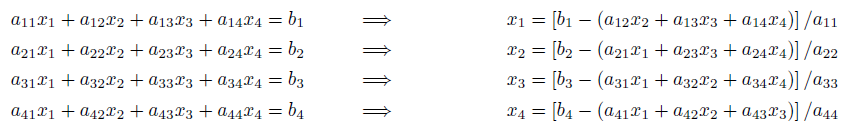 a₁₁x₁ + a₁₂x₂ + a₁₃x₃ + a₁₄x₄ = b₁ ⟹ x₁ = [b₁ − (a₁₂x₂ + a₁₃x₃ + a₁₄x₄)] /a₁₁
a₂₁x₁ + a₂₂x₂ + a₂₃x₃ + a₂₄x₄ = b₂ ⟹ x₂ = [b₂ − (a₂₁x₁ + a₂₃x₃ + a₂₄x₄)] /a₂₂
a₃₁x₁ + a₃₂x₂ + a₃₃x₃ + a₃₄x₄ = b₃ ⟹ x₃ = [b₃ − (a₃₁x₁ + a₃₂x₂ + a₃₄x₄)] /a₃₃
a₄₁x₁ + a₄₂x₂ + a₄₃x₃ + a₄₄x₄ = b₄ ⟹ x₄ = [b₄ − (a₄₁x₁ + a₄₂x₂ + a₄₃x₃)] /a₄₄